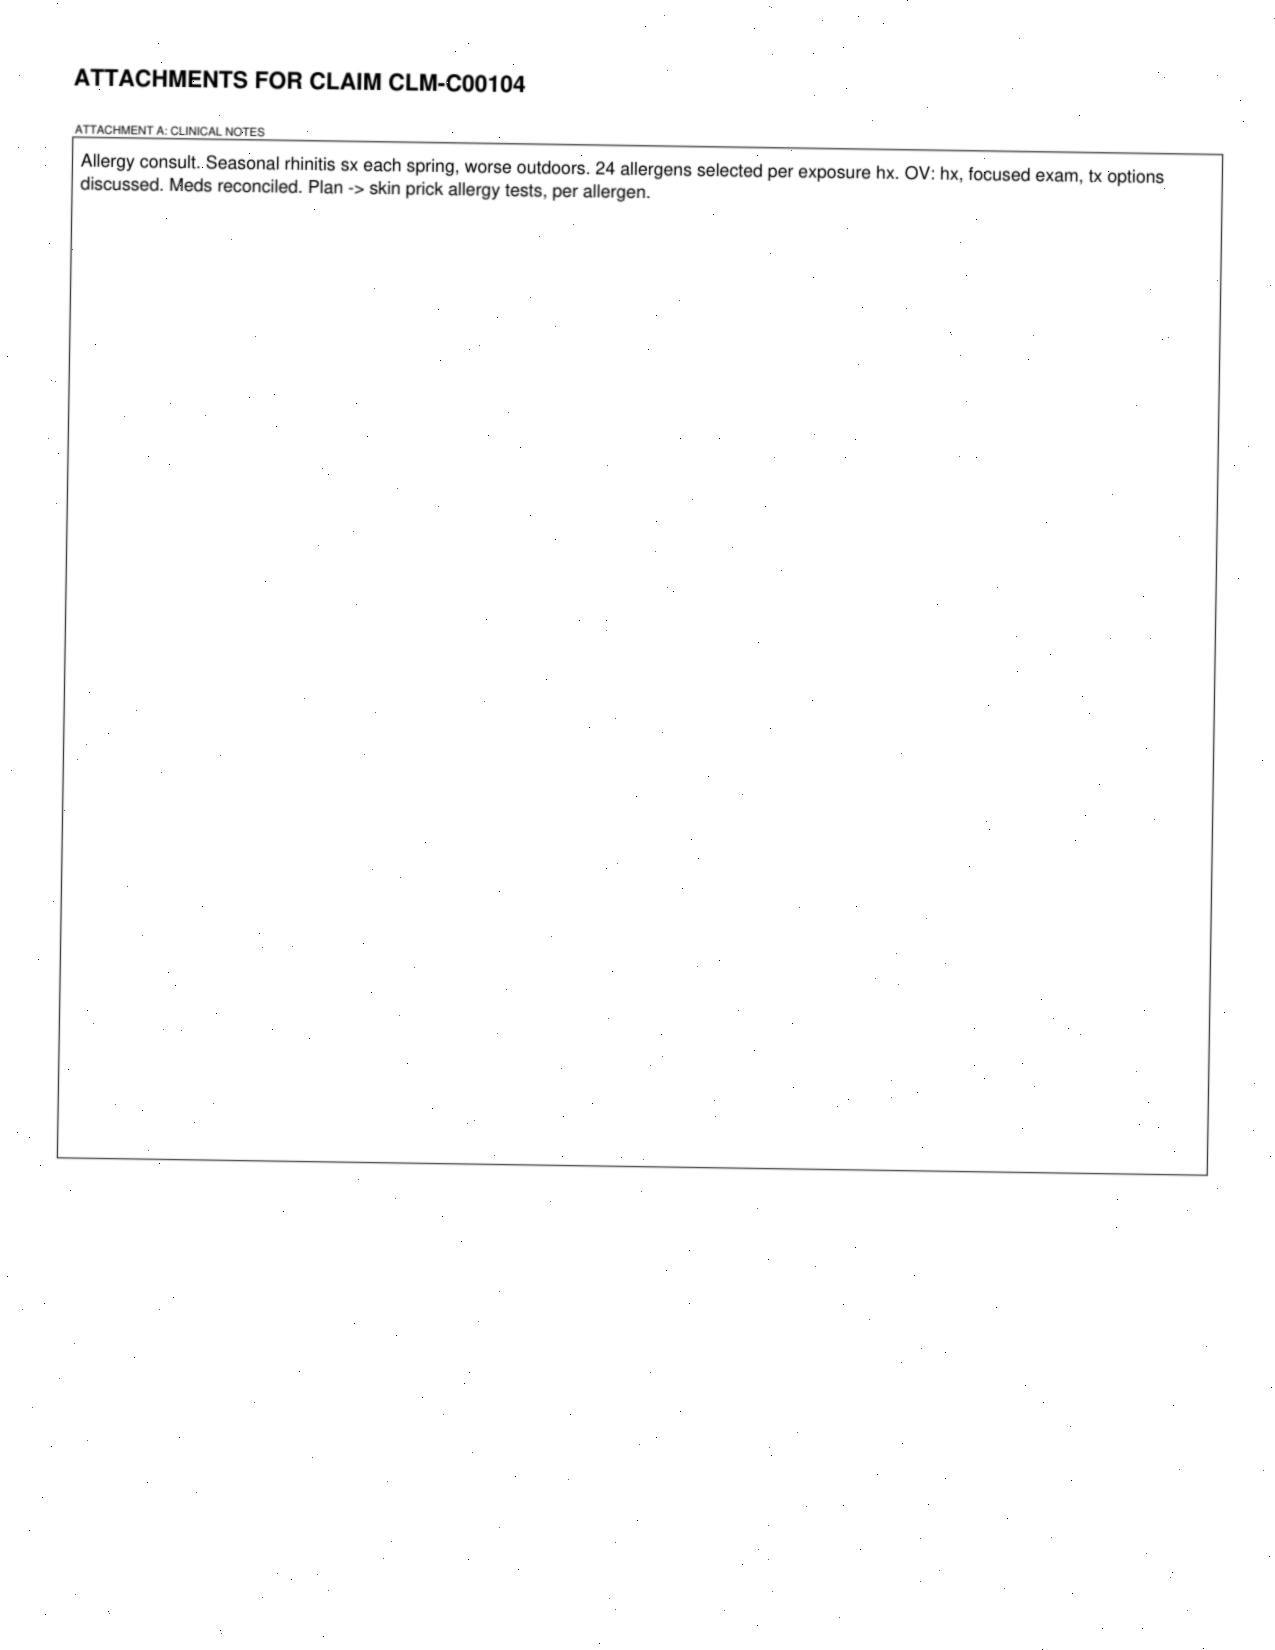 ATTACHMENTS FOR CLAIM CLM-C00104
ATTACHMENT A: CLINICAL NOTES
Allergy consult. Seasonal rhinitis sx each spring, worse outdoors. 24 allergens selected per exposure hx. OV: hx, focused exam, tx options
discussed. Meds reconciled. Plan -> skin prick allergy tests, per allergen.